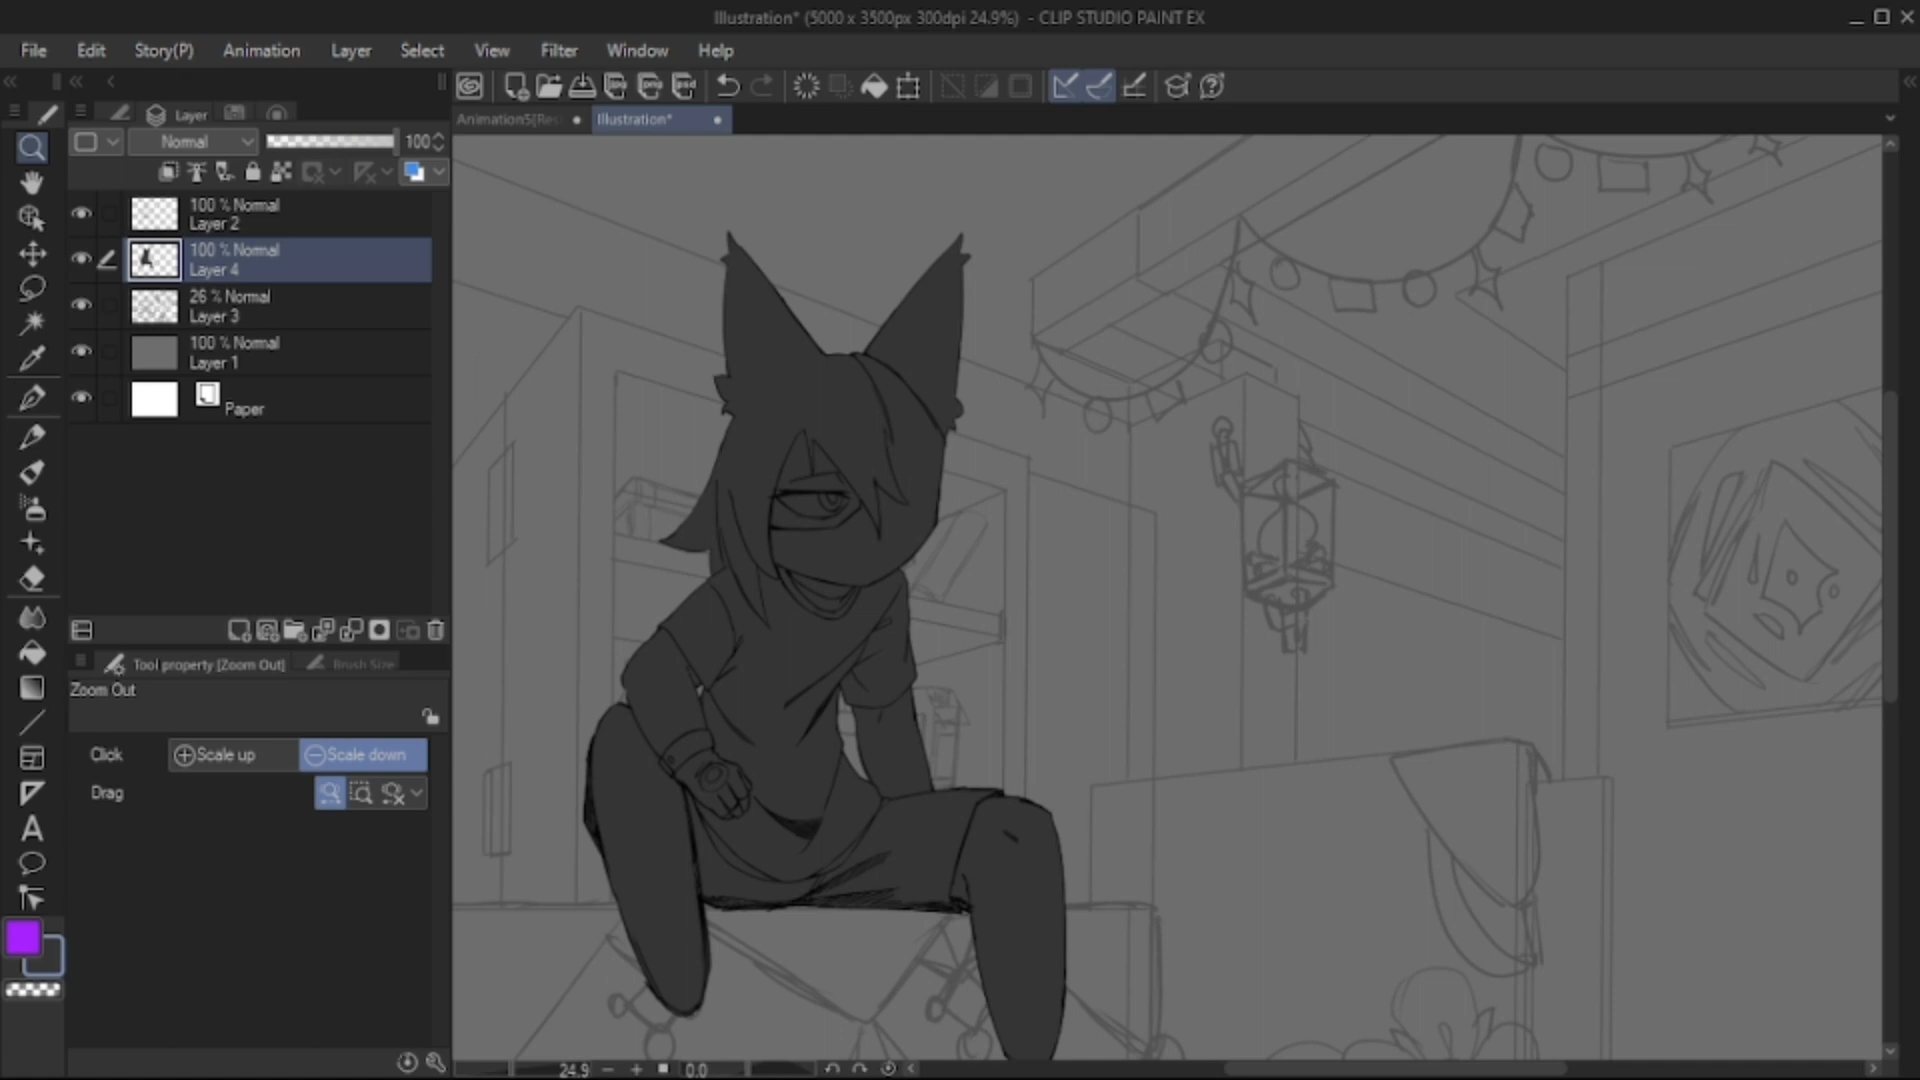 Illustration* (5000 x 3500px 300dpi 24.9%) - CLIP STUDIO PAINT EX
File Edit Story(P) Animation Layer Select View Filter Window Help
Layer
Animation5[Res Illustration*
Normal 100
100 % Normal
Layer 2
100 % Normal
Layer 4
26 % Normal
Layer 3
100 % Normal
Layer 1
Paper
Tool property [Zoom Out] Brush Size
Zoom Out
Click Scale up Scale down
Drag
A
24.9 0.0